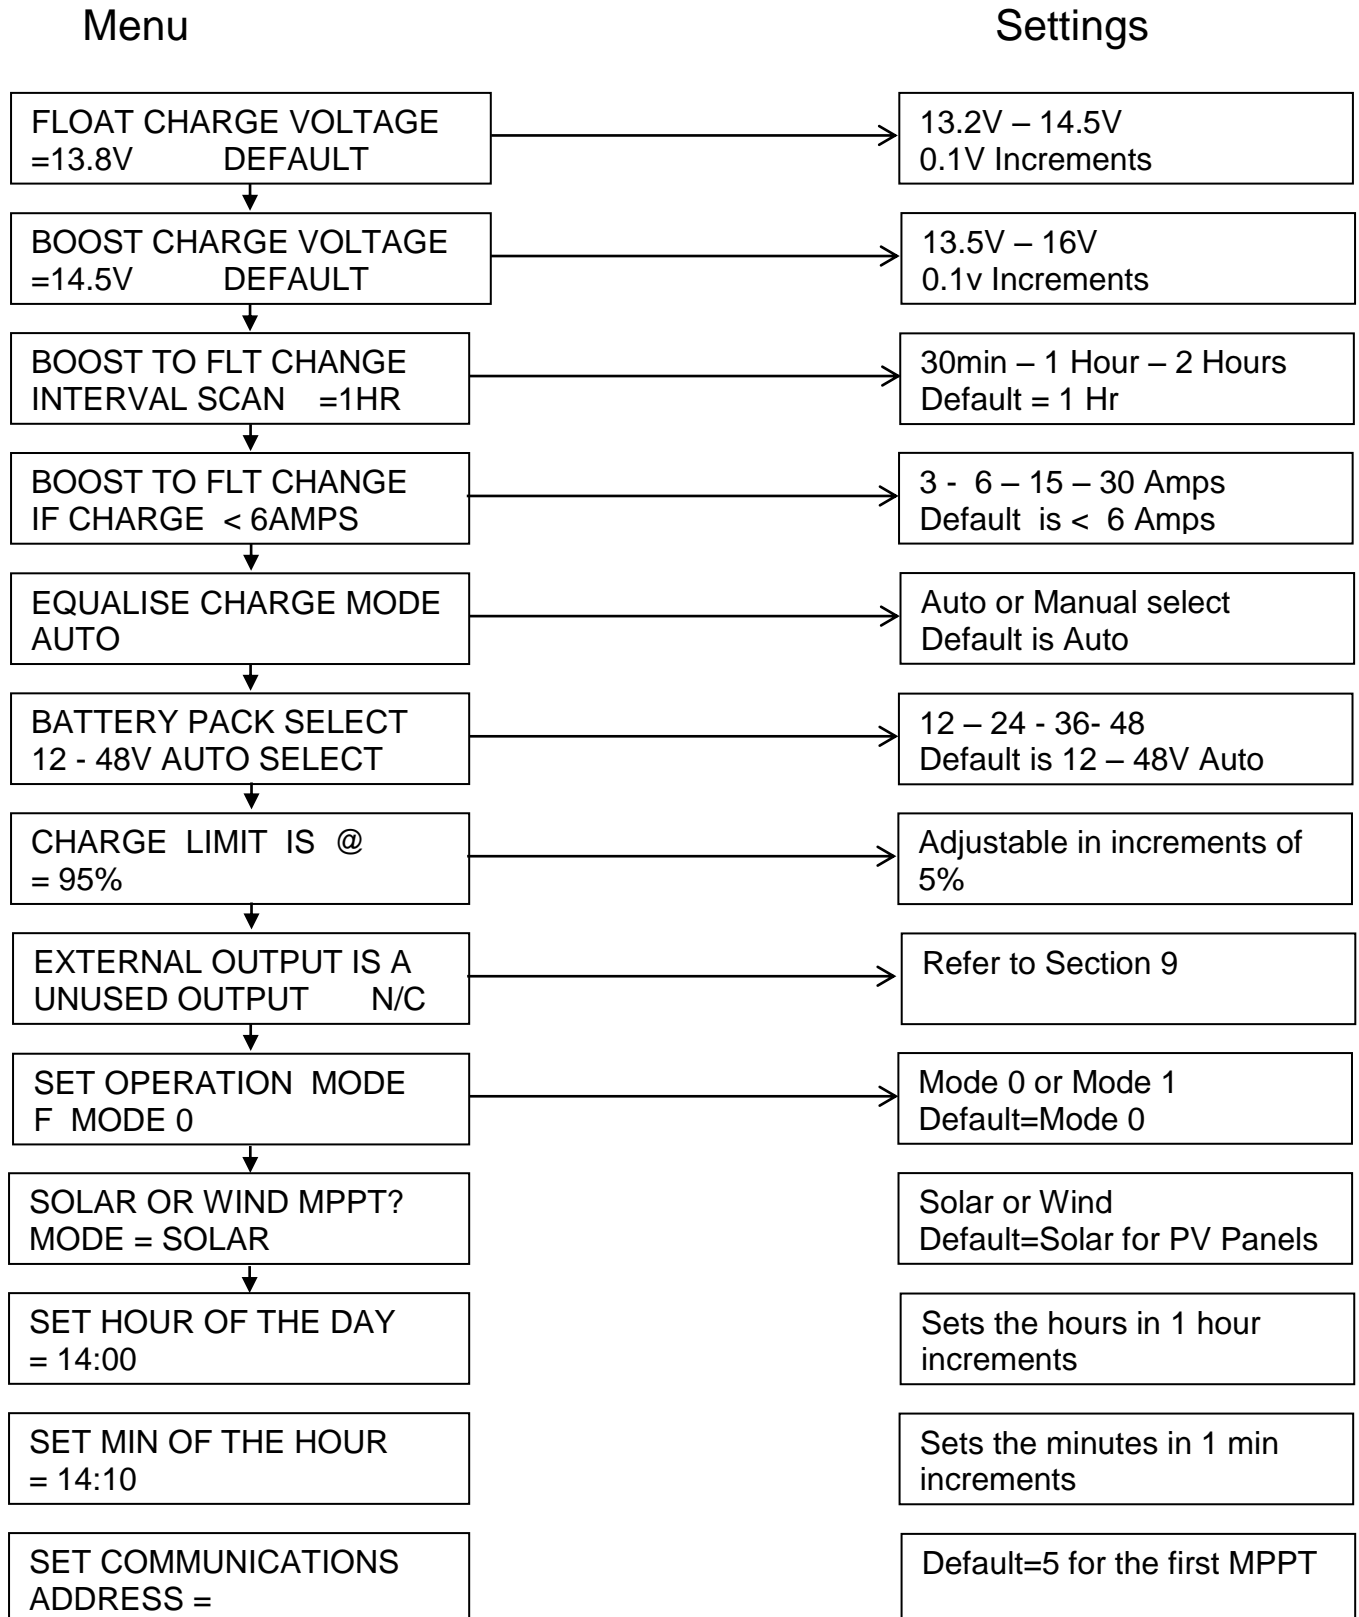 Menu Settings
FLOAT CHARGE VOLTAGE
=13.8V DEFAULT
13.2V – 14.5V
0.1V Increments
BOOST CHARGE VOLTAGE
=14.5V DEFAULT
13.5V – 16V
0.1v Increments
BOOST TO FLT CHANGE
INTERVAL SCAN =1HR
30min – 1 Hour – 2 Hours
Default = 1 Hr
BOOST TO FLT CHANGE
IF CHARGE < 6AMPS
3 - 6 – 15 – 30 Amps
Default is < 6 Amps
EQUALISE CHARGE MODE
AUTO
Auto or Manual select
Default is Auto
BATTERY PACK SELECT
12 - 48V AUTO SELECT
12 – 24 - 36- 48
Default is 12 – 48V Auto
CHARGE LIMIT IS @
= 95%
Adjustable in increments of
5%
EXTERNAL OUTPUT IS A
UNUSED OUTPUT N/C
Refer to Section 9
SET OPERATION MODE
F MODE 0
Mode 0 or Mode 1
Default=Mode 0
SOLAR OR WIND MPPT?
MODE = SOLAR
Solar or Wind
Default=Solar for PV Panels
SET HOUR OF THE DAY
= 14:00
Sets the hours in 1 hour
increments
SET MIN OF THE HOUR
= 14:10
Sets the minutes in 1 min
increments
SET COMMUNICATIONS
ADDRESS =
Default=5 for the first MPPT